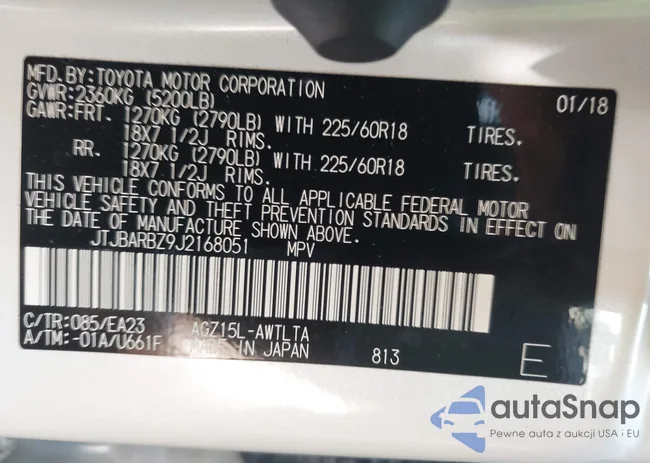 MFD.BY:TOYOTA MOTOR CORPORATION
GVWR:2360KG (5200LB) 01/18
GAWR:FRT. 1270KG (2790LB) WITH 225/60R18 TIRES.
18X7 1/2J RIMS.
RR. 1270KG (2790LB) WITH 225/60R18 TIRES.
18X7 1/2J RIMS.
THIS VEHICLE CONFORMS TO ALL APPLICABLE FEDERAL MOTOR
VEHICLE SAFETY AND THEFT PREVENTION STANDARDS IN EFFECT ON
THE DATE OF MANUFACTURE SHOWN ABOVE.
JTJBARBZ9J2168051 MPV
C/TR:085/EA23 AGZ15L-AWTLTA
A/TM:-01A/U661F MADE IN JAPAN 813 E
autaSnap
Pewne auta z aukcji USA i EU